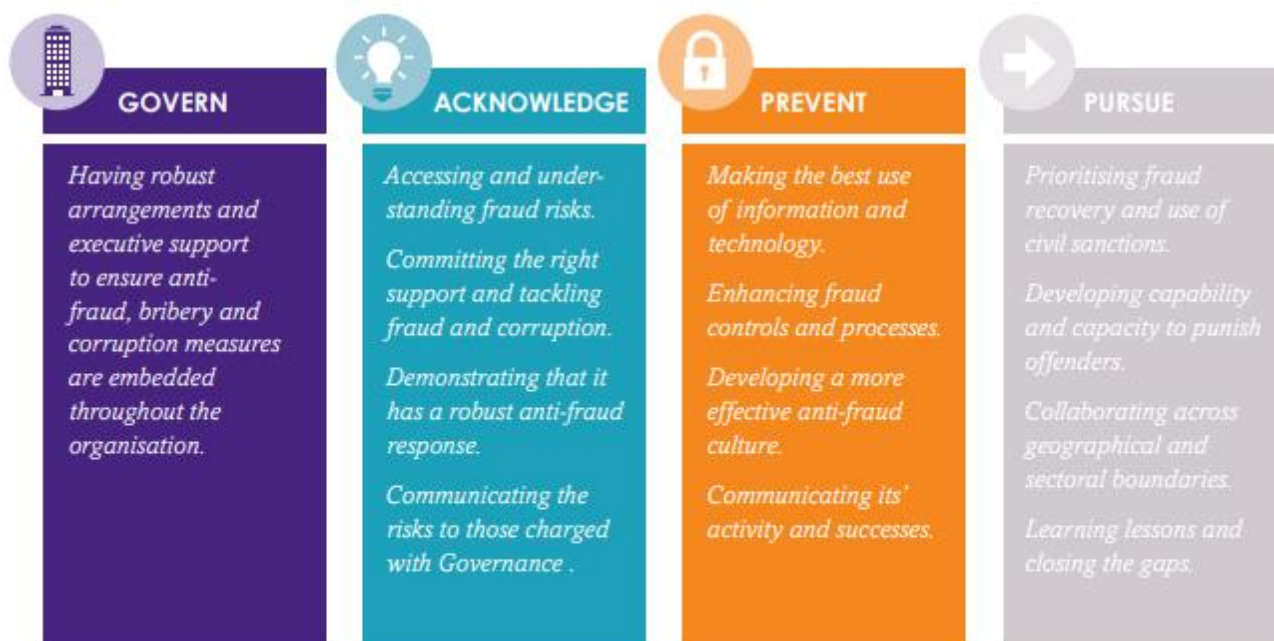 GOVERN
Having robust
arrangements and
executive support
to ensure anti-
fraud, bribery and
corruption measures
are embedded
throughout the
organisation.
ACKNOWLEDGE
Accessing and under-
standing fraud risks.
Committing the right
support and tackling
fraud and corruption.
Demonstrating that it
has a robust anti-fraud
response.
Communicating the
risks to those charged
with Governance .
PREVENT
Making the best use
of information and
technology.
Enhancing fraud
controls and processes.
Developing a more
effective anti-fraud
culture.
Communicating its’
activity and successes.
PURSUE
Prioritising fraud
recovery and use of
civil sanctions.
Developing capability
and capacity to punish
offenders.
Collaborating across
geographical and
sectoral boundaries.
Learning lessons and
closing the gaps.